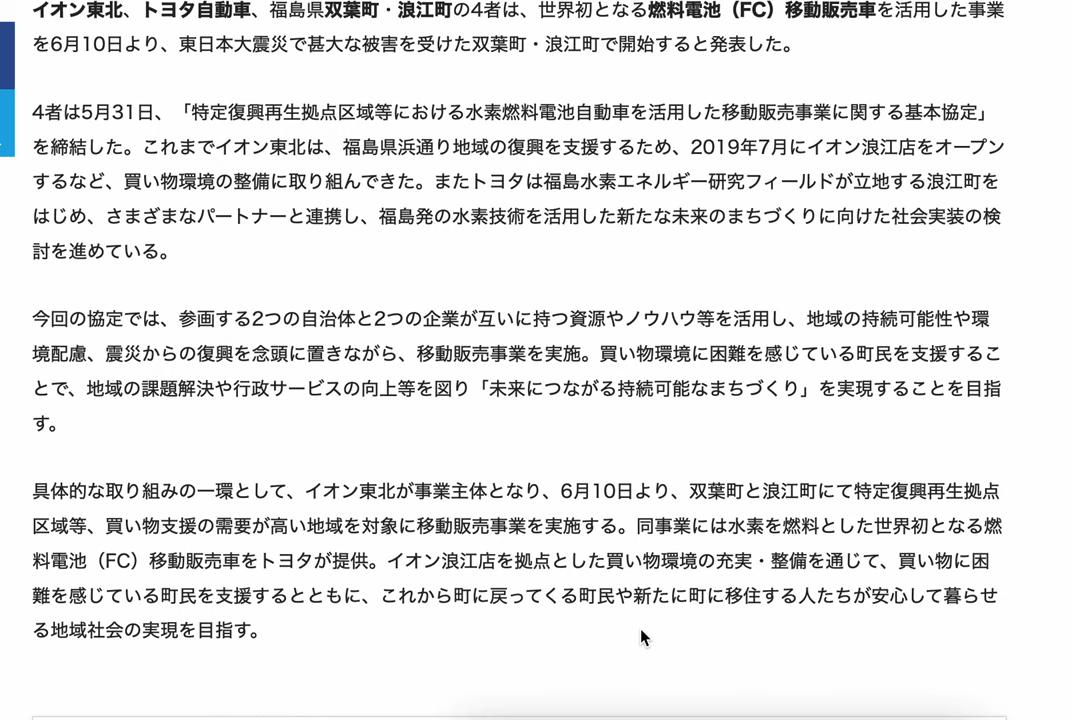 イオン東北、トヨタ自動車、福島県双葉町・浪江町の4者は、世界初となる燃料電池（FC）移動販売車を活用した事業
を6月10日より、東日本大震災で甚大な被害を受けた双葉町・浪江町で開始すると発表した。
4者は5月31日、「特定復興再生拠点区域等における水素燃料電池自動車を活用した移動販売事業に関する基本協定」
を締結した。これまでイオン東北は、福島県浜通り地域の復興を支援するため、2019年7月にイオン浪江店をオープン
するなど、買い物環境の整備に取り組んできた。またトヨタは福島水素エネルギー研究フィールドが立地する浪江町を
はじめ、さまざまなパートナーと連携し、福島発の水素技術を活用した新たな未来のまちづくりに向けた社会実装の検
討を進めている。
今回の協定では、参画する2つの自治体と2つの企業が互いに持つ資源やノウハウ等を活用し、地域の持続可能性や環
境配慮、震災からの復興を念頭に置きながら、移動販売事業を実施。買い物環境に困難を感じている町民を支援するこ
とで、地域の課題解決や行政サービスの向上等を図り「未来につながる持続可能なまちづくり」を実現することを目指
す。
具体的な取り組みの一環として、イオン東北が事業主体となり、6月10日より、双葉町と浪江町にて特定復興再生拠点
区域等、買い物支援の需要が高い地域を対象に移動販売事業を実施する。同事業には水素を燃料とした世界初となる燃
料電池（FC）移動販売車をトヨタが提供。イオン浪江店を拠点とした買い物環境の充実・整備を通じて、買い物に困
難を感じている町民を支援するとともに、これから町に戻ってくる町民や新たに町に移住する人たちが安心して暮らせ
る地域社会の実現を目指す。